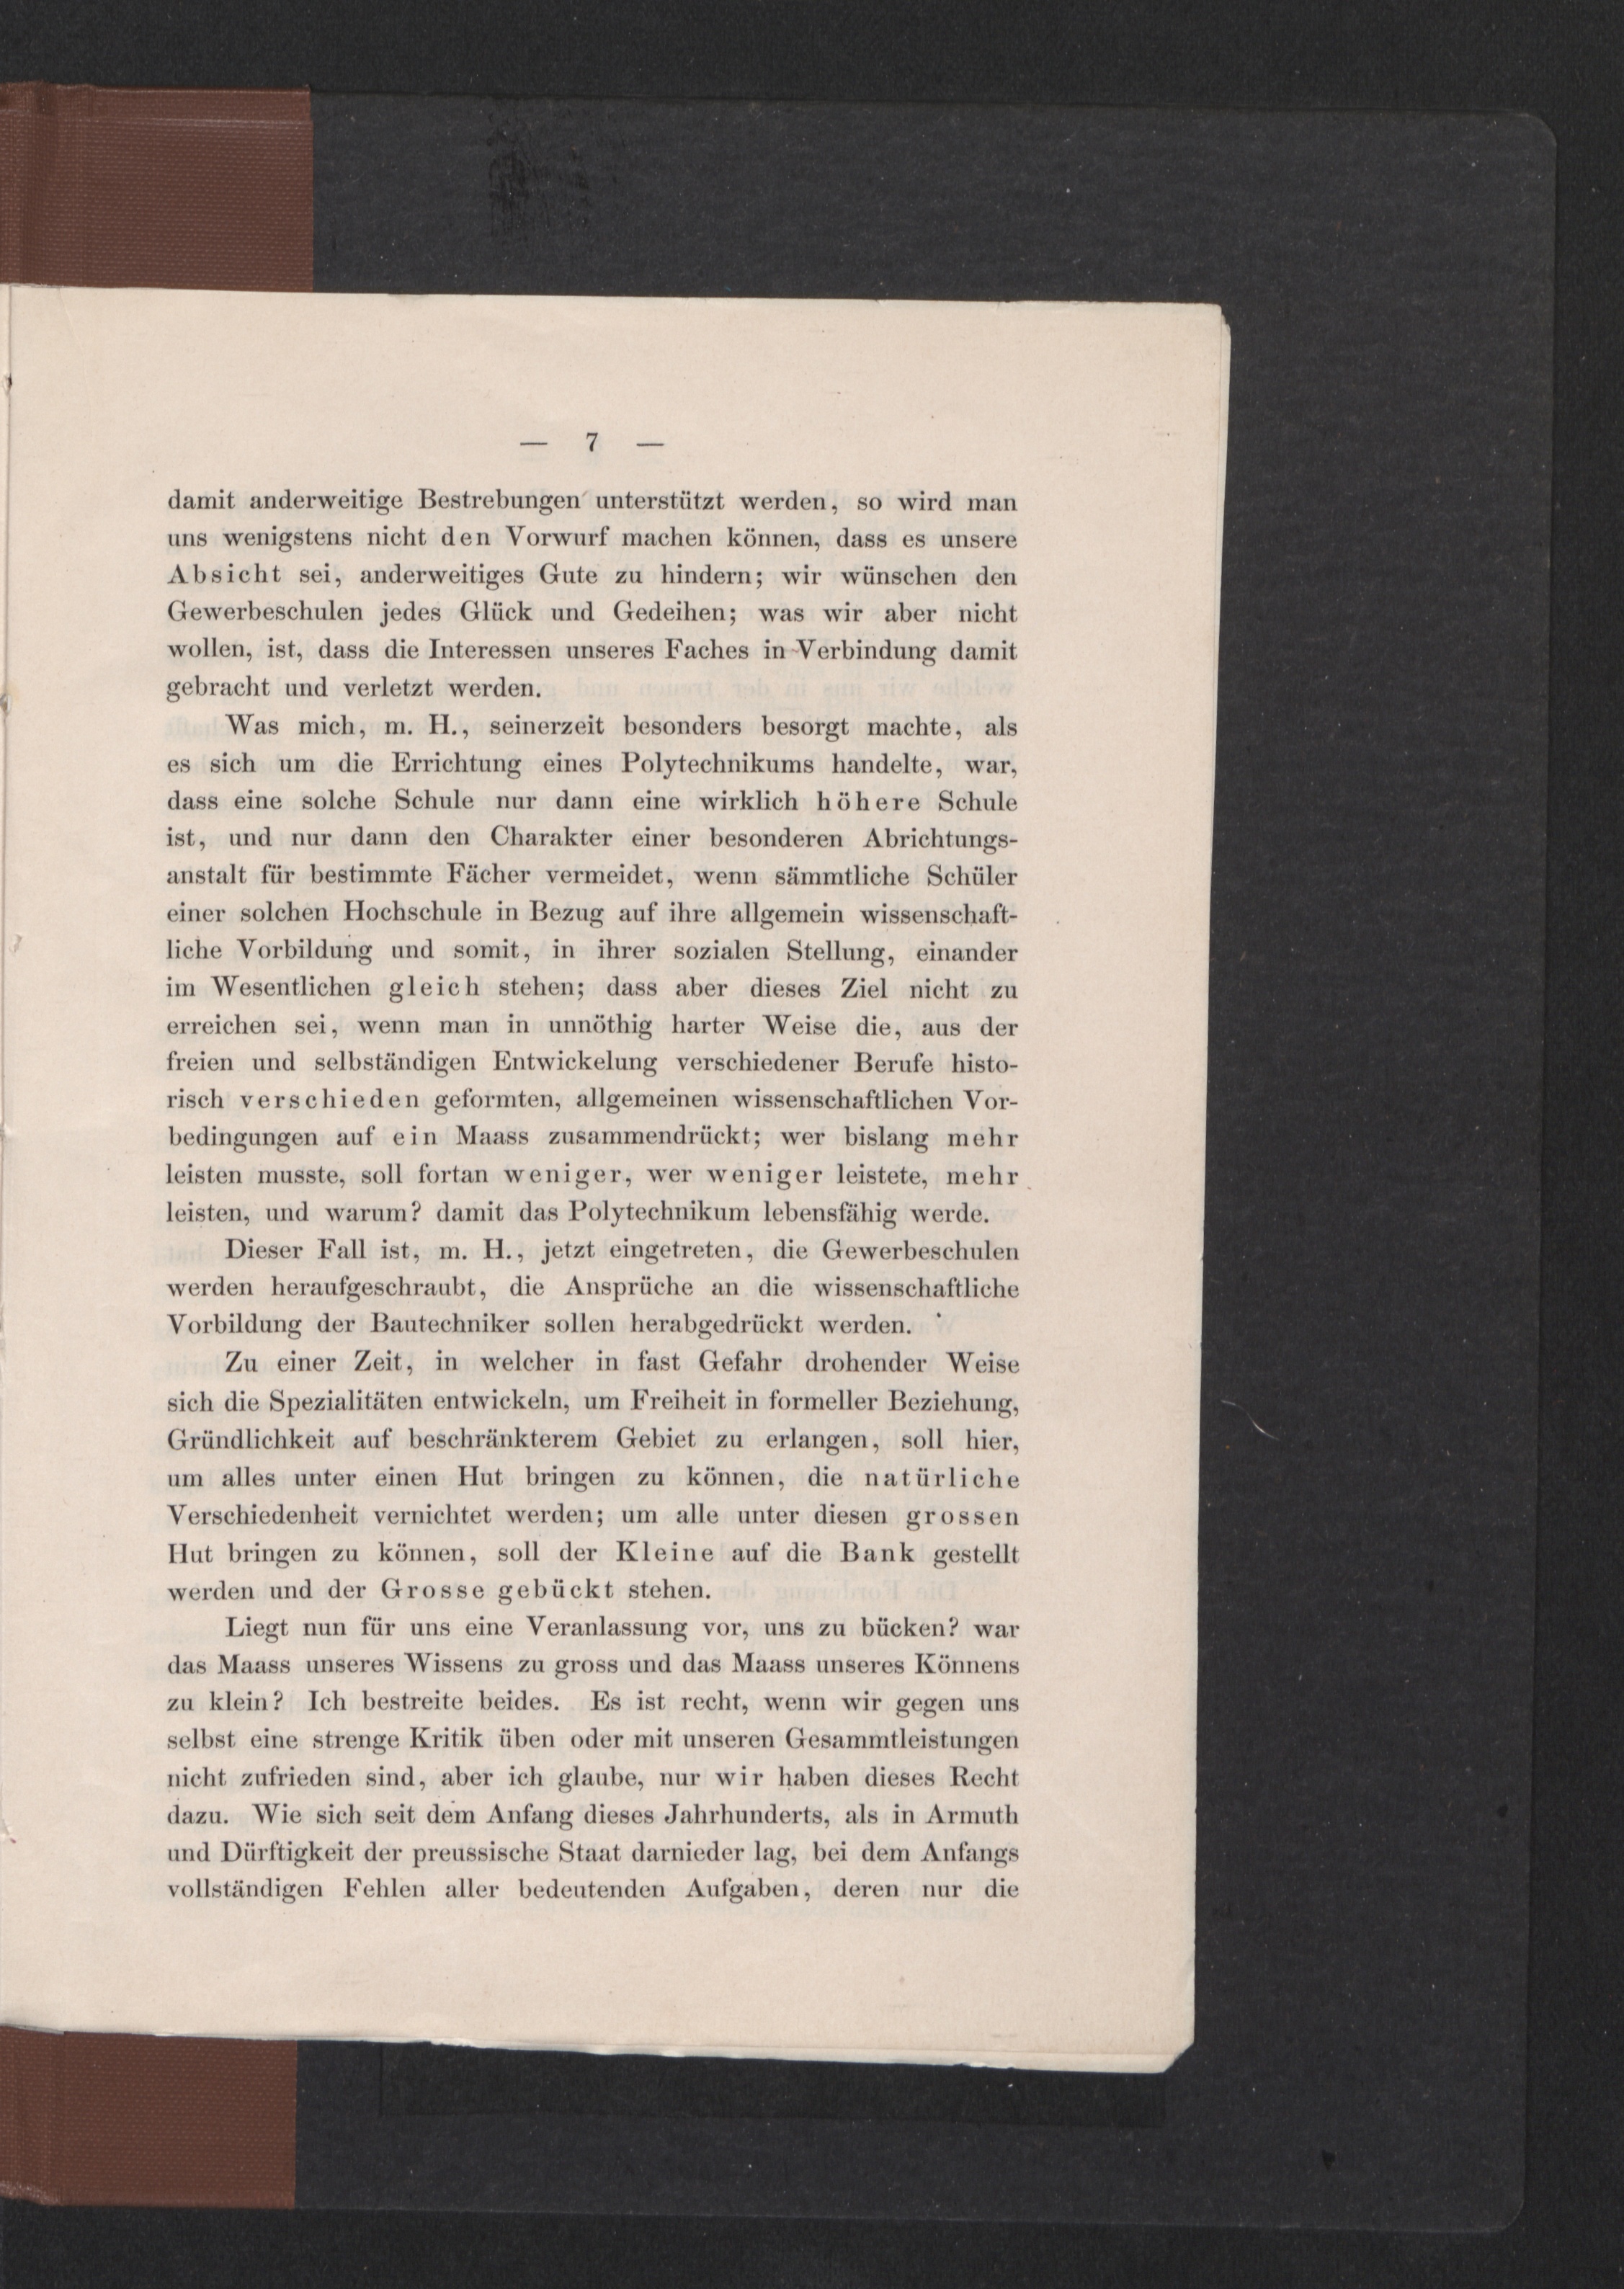 — 7 —
damit anderweitige Bestrebungen unterstützt werden, so wird man
uns wenigstens nicht den Vorwurf machen können, dass es unsere
Absicht sei, anderweitiges Gute zu hindern; wir wünschen den
Gewerbeschulen jedes Glück und Gedeihen; was wir aber nicht
wollen, ist, dass die Interessen unseres Faches in Verbindung damit
gebracht und verletzt werden.
Was mich, m. H., seinerzeit besonders besorgt machte, als
es sich um die Errichtung eines Polytechnikums handelte, war,
dass eine solche Schule nur dann eine wirklich höhere Schule
ist, und nur dann den Charakter einer besonderen Abrichtungs-
anstalt für bestimmte Fächer vermeidet, wenn sämmtliche Schüler
einer solchen Hochschule in Bezug auf ihre allgemein wissenschaft-
liche Vorbildung und somit, in ihrer sozialen Stellung, einander
im Wesentlichen gleich stehen; dass aber dieses Ziel nicht zu
erreichen sei, wenn man in unnöthig harter Weise die, aus der
freien und selbständigen Entwickelung verschiedener Berufe histo-
risch verschieden geformten, allgemeinen wissenschaftlichen Vor-
bedingungen auf ein Maass zusammendrückt; wer bislang mehr
leisten musste, soll fortan weniger, wer weniger leistete, mehr
leisten, und warum? damit das Polytechnikum lebensfähig werde.
Dieser Fall ist, m. H., jetzt eingetreten, die Gewerbeschulen
werden heraufgeschraubt, die Ansprüche an die wissenschaftliche
Vorbildung der Bautechniker sollen herabgedrückt werden.
Zu einer Zeit, in welcher in fast Gefahr drohender Weise
sich die Spezialitäten entwickeln, um Freiheit in formeller Beziehung,
Gründlichkeit auf beschränkterem Gebiet zu erlangen, soll hier,
um alles unter einen Hut bringen zu können, die natürliche
Verschiedenheit vernichtet werden; um alle unter diesen grossen
Hut bringen zu können, soll der Kleine auf die Bank gestellt
werden und der Grosse gebückt stehen.
Liegt nun für uns eine Veranlassung vor, uns zu bücken? war
das Maass unseres Wissens zu gross und das Maass unseres Könnens
zu klein? Ich bestreite beides. Es ist recht, wenn wir gegen uns
selbst eine strenge Kritik üben oder mit unseren Gesammtleistungen
nicht zufrieden sind, aber ich glaube, nur wir haben dieses Recht
dazu. Wie sich seit dem Anfang dieses Jahrhunderts, als in Armuth
und Dürftigkeit der preussische Staat darnieder lag, bei dem Anfangs
vollständigen Fehlen aller bedeutenden Aufgaben, deren nur die